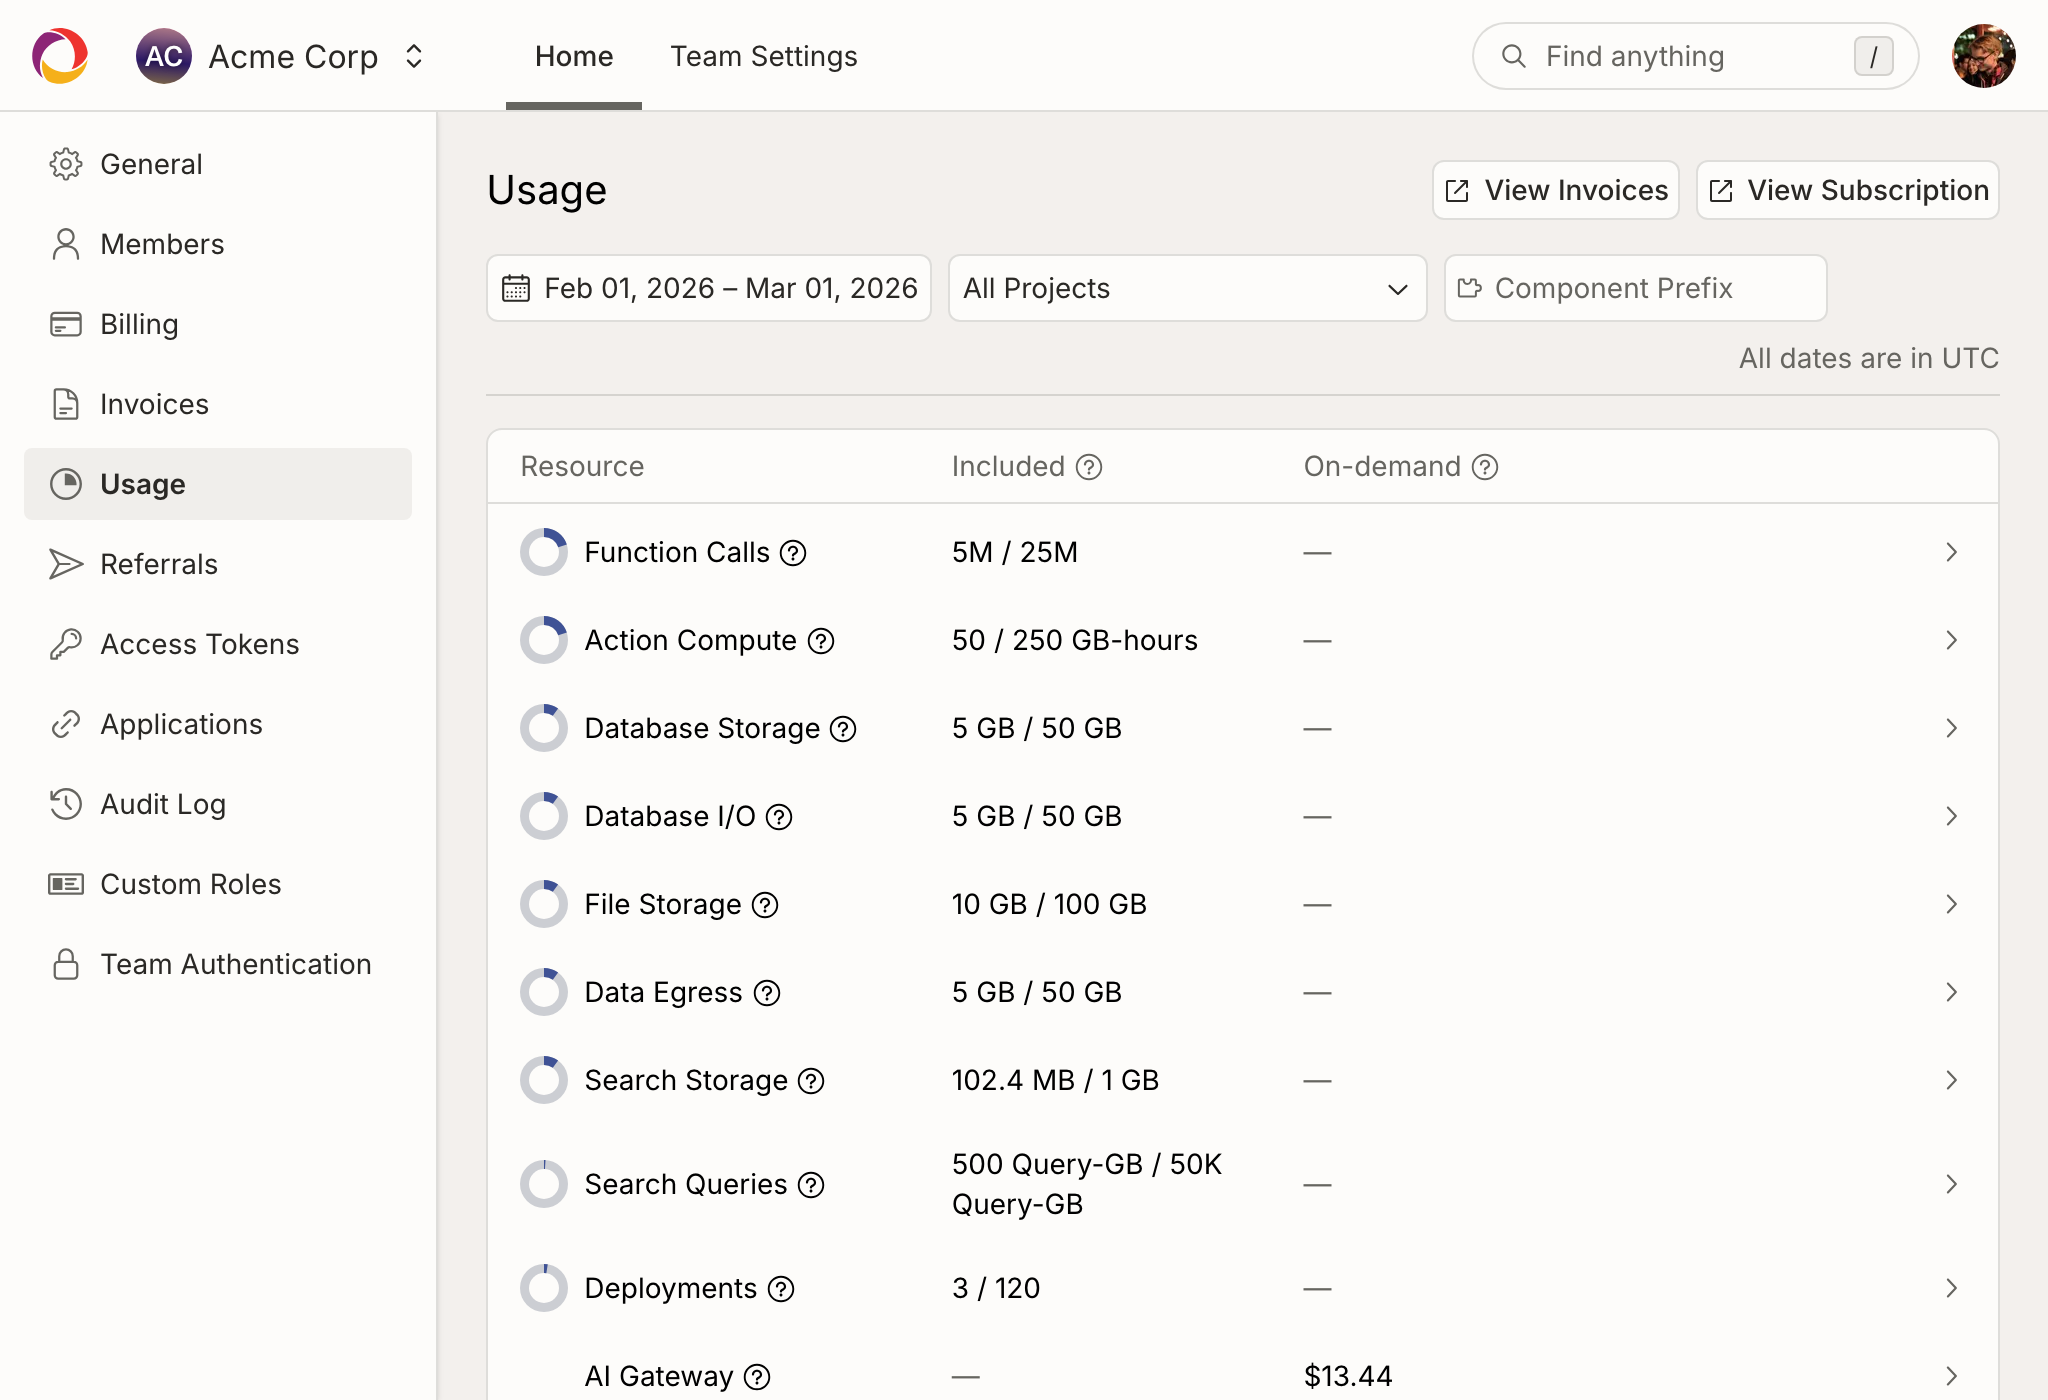 AC Acme Corp Home Team Settings Find anything /
General
Members
Billing
Invoices
Usage
Referrals
Access Tokens
Applications
Audit Log
Custom Roles
Team Authentication
Usage View Invoices View Subscription
Feb 01, 2026 – Mar 01, 2026 All Projects Component Prefix
All dates are in UTC
Resource Included ? On-demand ?
Function Calls ? 5M / 25M —
Action Compute ? 50 / 250 GB-hours —
Database Storage ? 5 GB / 50 GB —
Database I/O ? 5 GB / 50 GB —
File Storage ? 10 GB / 100 GB —
Data Egress ? 5 GB / 50 GB —
Search Storage ? 102.4 MB / 1 GB —
Search Queries ? 500 Query-GB / 50K —
Query-GB
Deployments ? 3 / 120 —
AI Gateway ? — $13.44